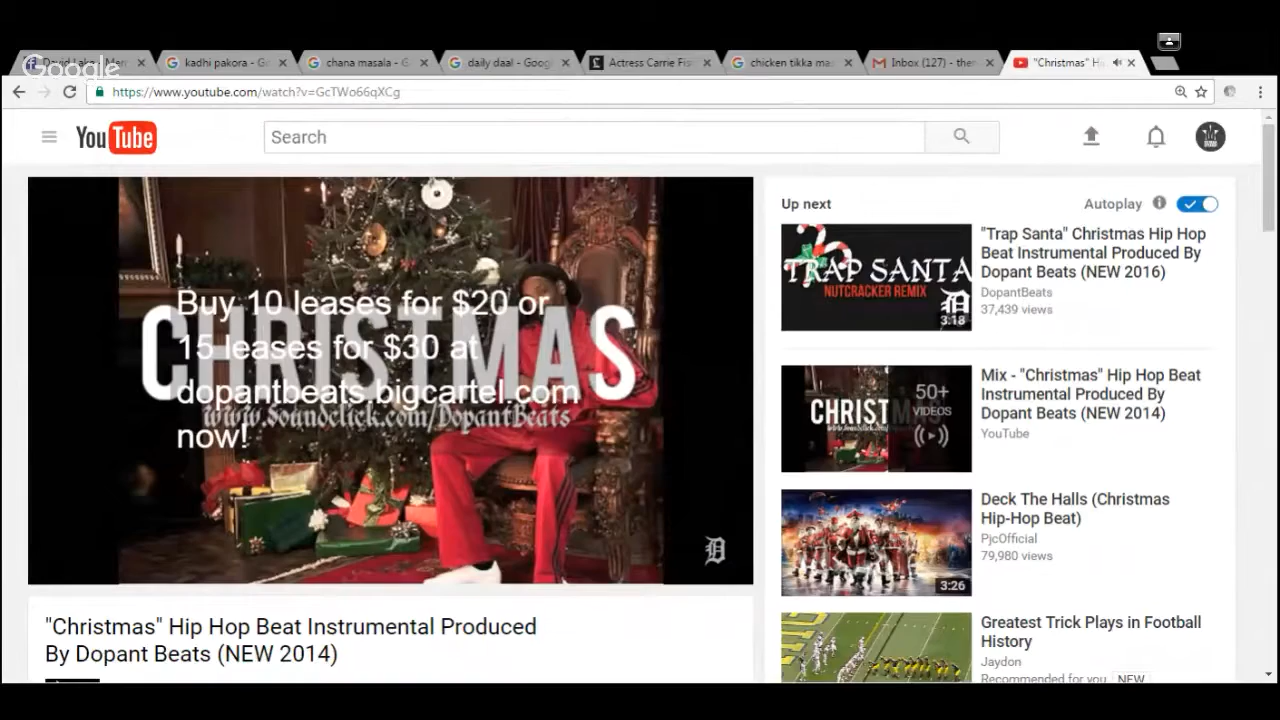 Google
kadhi pakora - Go
chana masala - G
daily daal - Goog
Actress Carrie Fis
chicken tikka ma
Inbox (127) - the
"Christmas" H
https://www.youtube.com/watch?v=GcTWo66qXCg
YouTube
Search
CHRISTMAS
www.Soundclick.com/DopantBeats
Buy 10 leases for $20 or
15 leases for $30 at
dopantbeats.bigcartel.com
now!
D
"Christmas" Hip Hop Beat Instrumental Produced
By Dopant Beats (NEW 2014)
Up next
Autoplay
TRAP SANTA
NUTCRACKER REMIX
3:18
"Trap Santa" Christmas Hip Hop
Beat Instrumental Produced By
Dopant Beats (NEW 2016)
DopantBeats
37,439 views
CHRISTMAS
50+
VIDEOS
Mix - "Christmas" Hip Hop Beat
Instrumental Produced By
Dopant Beats (NEW 2014)
YouTube
3:26
Deck The Halls (Christmas
Hip-Hop Beat)
PjcOfficial
79,980 views
Greatest Trick Plays in Football
History
Jaydon
Recommended for you NEW